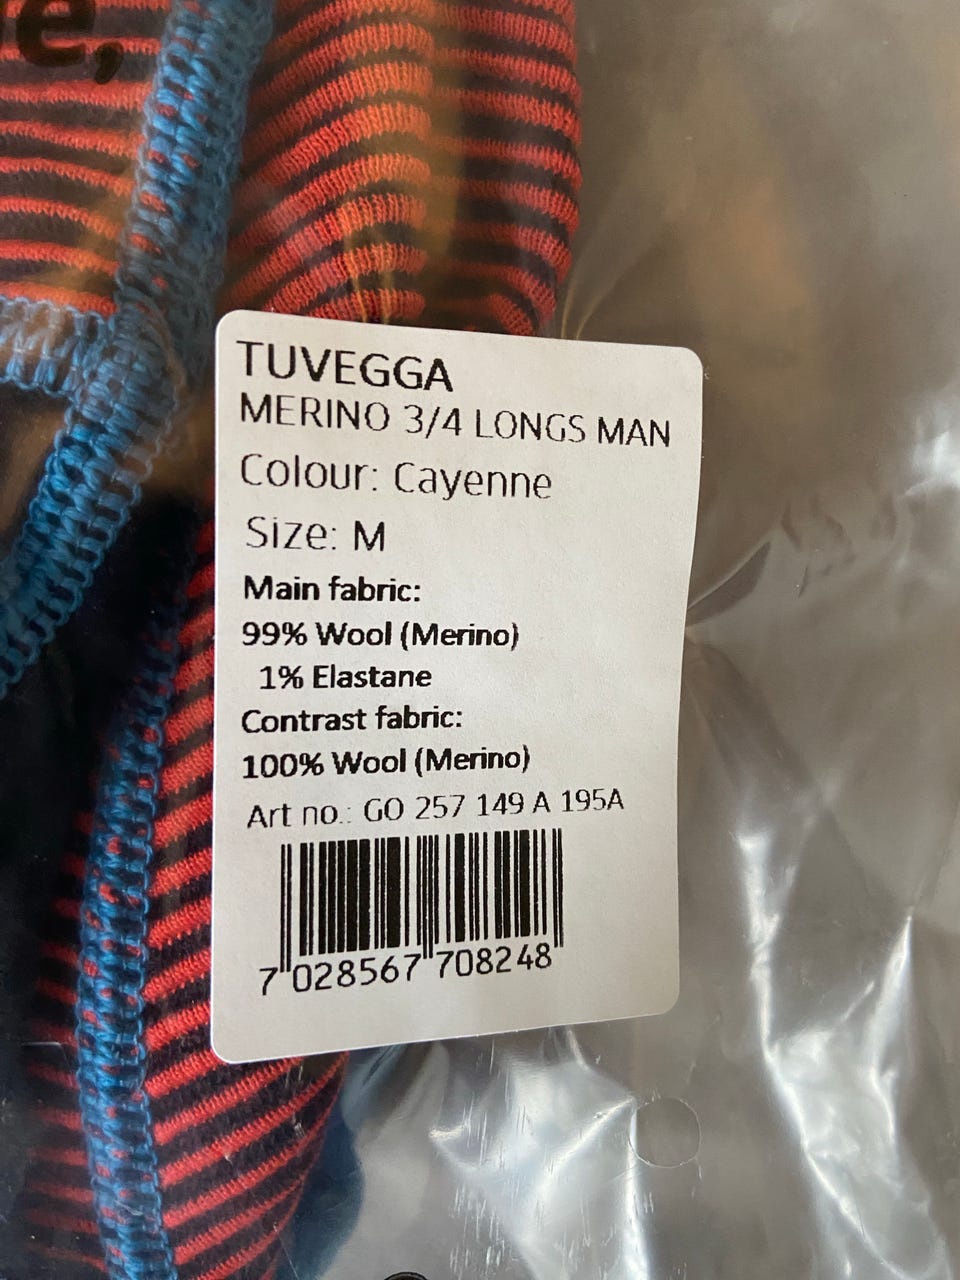 e,
TUVEGGA
MERINO 3/4 LONGS MAN
Colour: Cayenne
Size: M
Main fabric:
99% Wool (Merino)
1% Elastane
Contrast fabric:
100% Wool (Merino)
Art no.: GO 257 149 A 195A
7 028567 708248